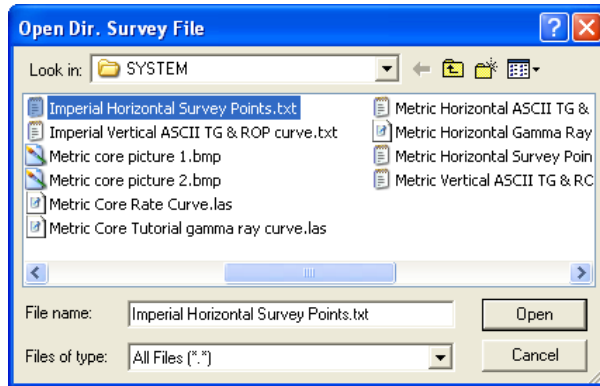 Open Dir. Survey File
Look in: SYSTEM
Imperial Horizontal Survey Points.txt
Imperial Vertical ASCII TG & ROP curve.txt
Metric core picture 1.bmp
Metric core picture 2.bmp
Metric Core Rate Curve.las
Metric Core Tutorial gamma ray curve.las
Metric Horizontal ASCII TG &
Metric Horizontal Gamma Ray
Metric Horizontal Survey Poin
Metric Vertical ASCII TG & RO
File name: Imperial Horizontal Survey Points.txt Open
Files of type: All Files (*.*) Cancel